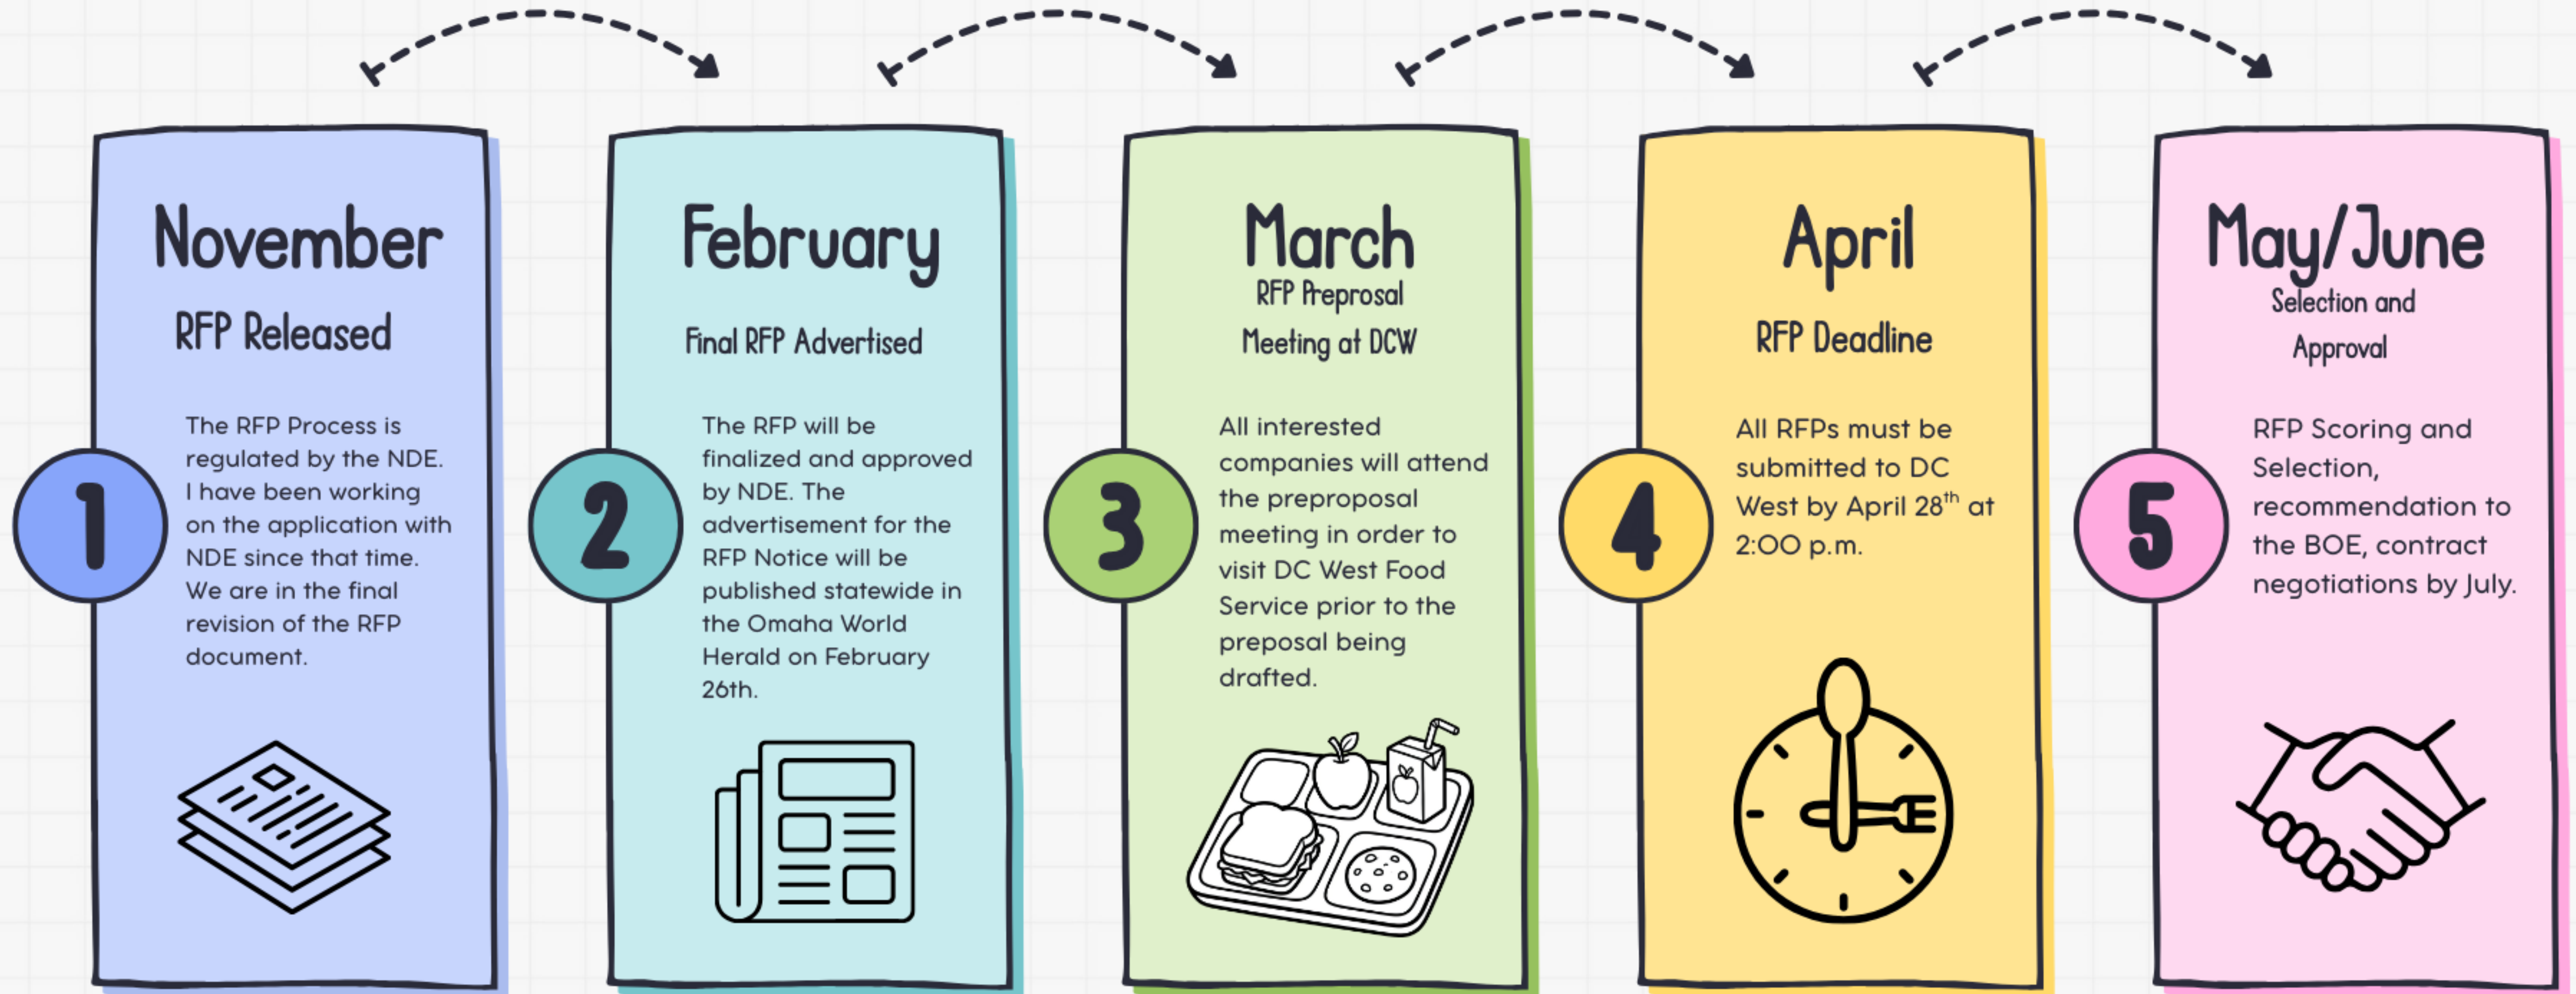 November
RFP Released
The RFP Process is
regulated by the NDE.
I have been working
on the application with
NDE since that time.
We are in the final
revision of the RFP
document.
1
February
Final RFP Advertised
The RFP will be
finalized and approved
by NDE. The
advertisement for the
RFP Notice will be
published statewide in
the Omaha World
Herald on February
26th.
2
March
RFP Preprosal
Meeting at DCW
All interested
companies will attend
the preproposal
meeting in order to
visit DC West Food
Service prior to the
preposal being
drafted.
3
April
RFP Deadline
All RFPs must be
submitted to DC
West by April 28th at
2:00 p.m.
4
May/June
Selection and
Approval
RFP Scoring and
Selection,
recommendation to
the BOE, contract
negotiations by July.
5